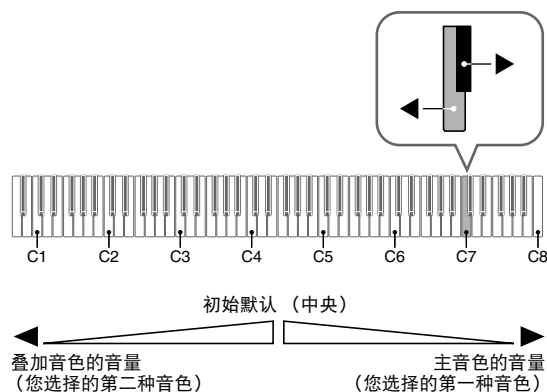 C1 C2 C3 C4 C5 C6 C7 C8
初始默认（中央）
叠加音色的音量
（您选择的第二种音色）
主音色的音量
（您选择的第一种音色）